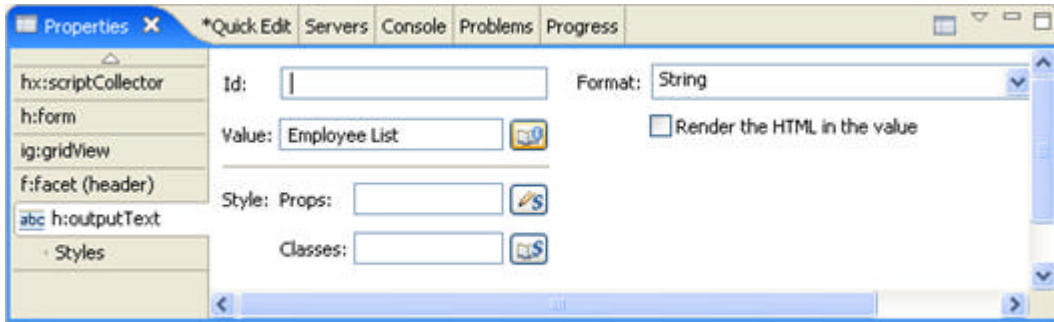 Properties *Quick Edit Servers Console Problems Progress
hx:scriptCollector
h:form
ig:gridView
f:facet (header)
abc h:outputText
· Styles
Id:
Value: Employee List
Style: Props:
Classes:
Format: String
Render the HTML in the value